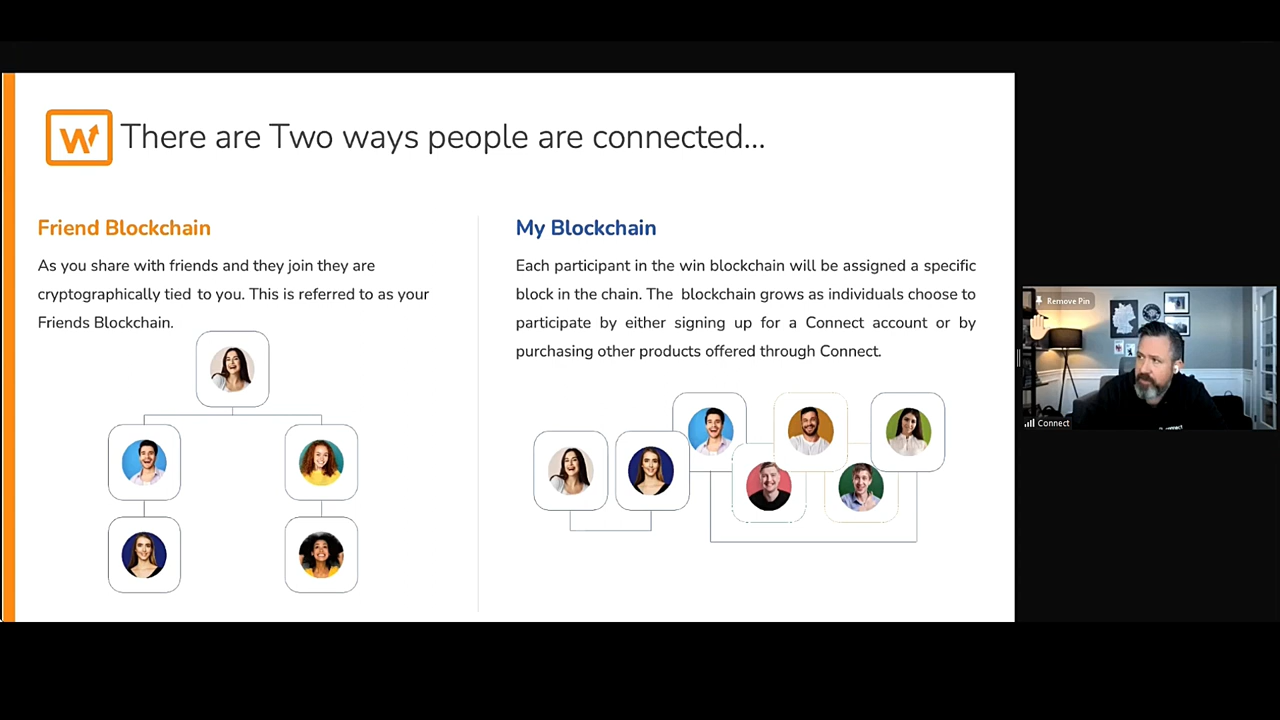 W There are Two ways people are connected...
Friend Blockchain
As you share with friends and they join they are
cryptographically tied to you. This is referred to as your
Friends Blockchain.
My Blockchain
Each participant in the win blockchain will be assigned a specific
block in the chain. The blockchain grows as individuals choose to
participate by either signing up for a Connect account or by
purchasing other products offered through Connect.
Remove Pin
Connect